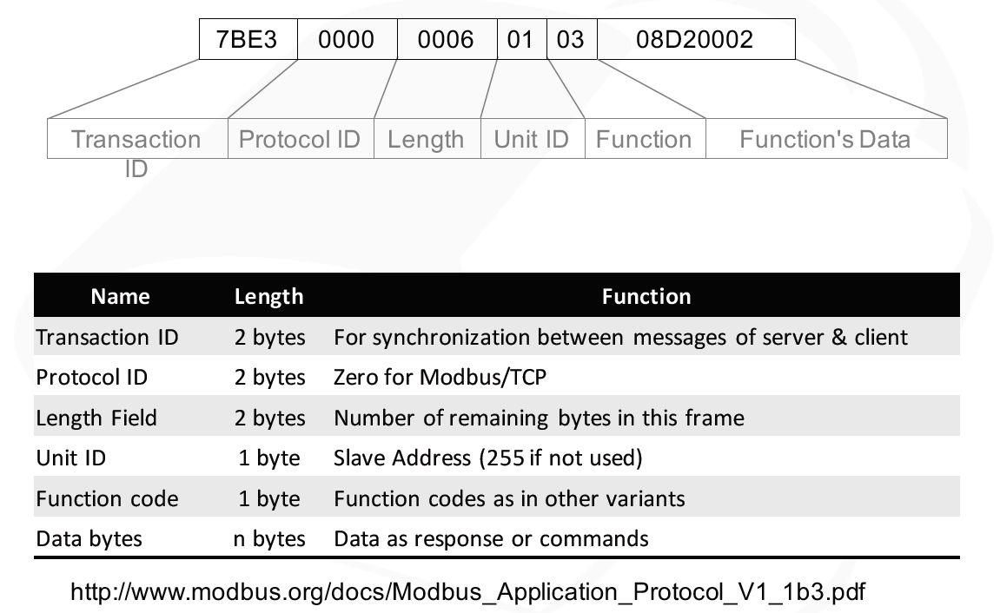 7BE3 0000 0006 01 03 08D20002
Transaction ID Protocol ID Length Unit ID Function Function's Data
Name Length Function
Transaction ID 2 bytes For synchronization between messages of server & client
Protocol ID 2 bytes Zero for Modbus/TCP
Length Field 2 bytes Number of remaining bytes in this frame
Unit ID 1 byte Slave Address (255 if not used)
Function code 1 byte Function codes as in other variants
Data bytes n bytes Data as response or commands
http://www.modbus.org/docs/Modbus_Application_Protocol_V1_1b3.pdf